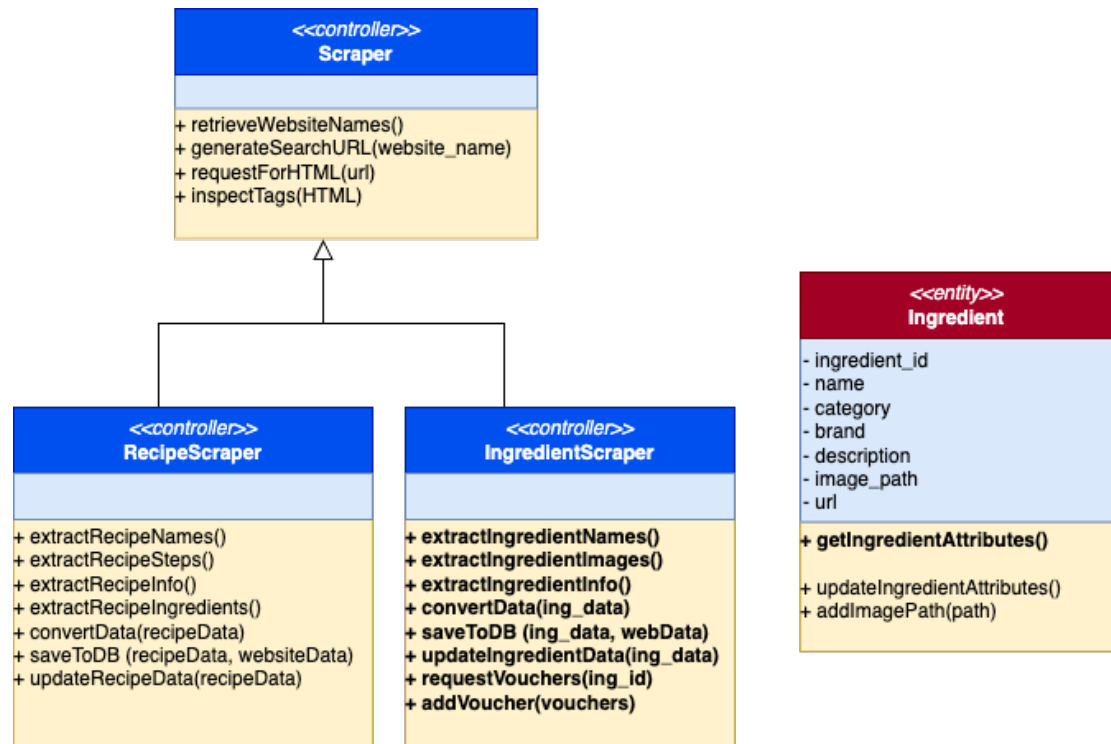 <<controller>>
Scraper
+ retrieveWebsiteNames()
+ generateSearchURL(website_name)
+ requestForHTML(url)
+ inspectTags(HTML)
<<controller>>
RecipeScraper
+ extractRecipeNames()
+ extractRecipeSteps()
+ extractRecipeInfo()
+ extractRecipeIngredients()
+ convertData(recipeData)
+ saveToDB (recipeData, websiteData)
+ updateRecipeData(recipeData)
<<controller>>
IngredientScraper
+ extractIngredientNames()
+ extractIngredientImages()
+ extractIngredientInfo()
+ convertData(ing_data)
+ saveToDB (ing_data, webData)
+ updateIngredientData(ing_data)
+ requestVouchers(ing_id)
+ addVoucher(vouchers)
<<entity>>
Ingredient
- ingredient_id
- name
- category
- brand
- description
- image_path
- url
+ getIngredientAttributes()
+ updateIngredientAttributes()
+ addImagePath(path)